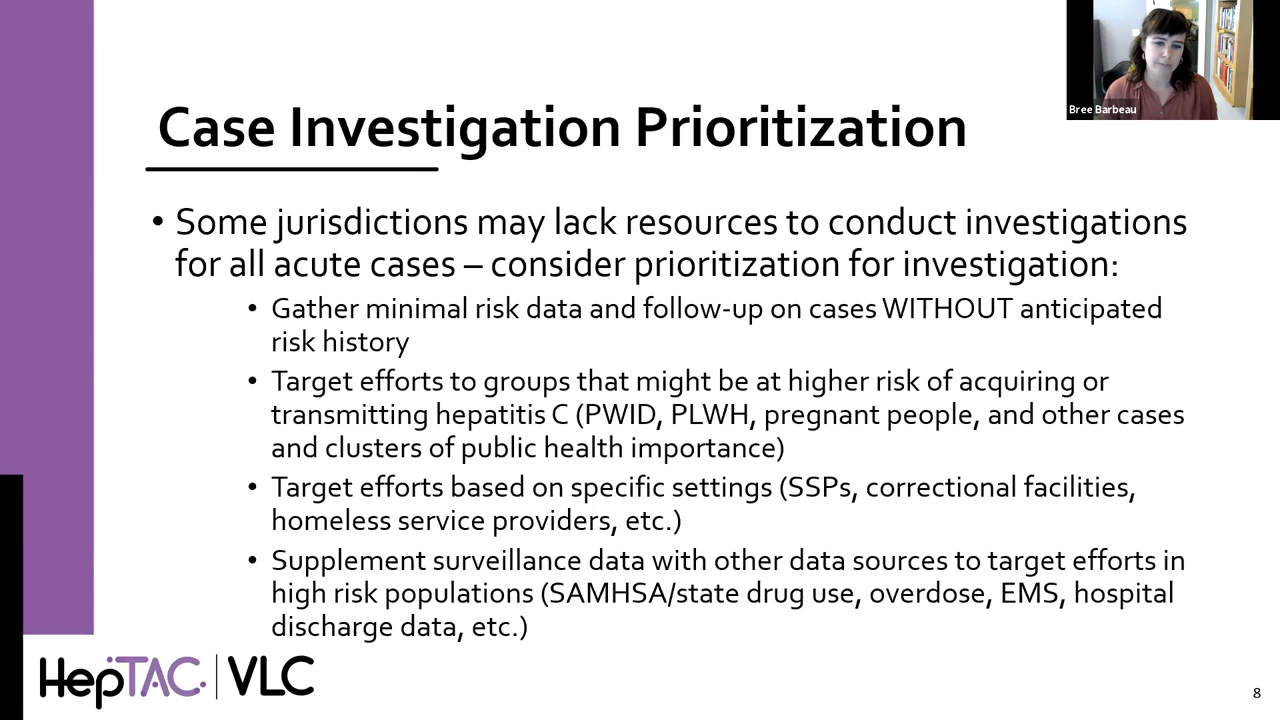 Bree Barbeau
Case Investigation Prioritization
• Some jurisdictions may lack resources to conduct investigations
for all acute cases – consider prioritization for investigation:
• Gather minimal risk data and follow-up on cases WITHOUT anticipated
risk history
• Target efforts to groups that might be at higher risk of acquiring or
transmitting hepatitis C (PWID, PLWH, pregnant people, and other cases
and clusters of public health importance)
• Target efforts based on specific settings (SSPs, correctional facilities,
homeless service providers, etc.)
• Supplement surveillance data with other data sources to target efforts in
high risk populations (SAMHSA/state drug use, overdose, EMS, hospital
discharge data, etc.)
HepTAC | VLC
8